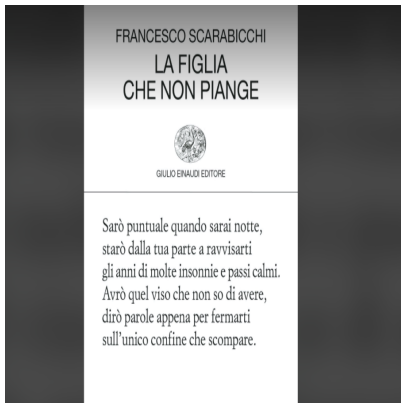 FRANCESCO SCARABICCHI
LA FIGLIA
CHE NON PIANGE
GIULIO EINAUDI EDITORE
Sarò puntuale quando sarai notte,
starò dalla tua parte a ravvisarti
gli anni di molte insonnie e passi calmi.
Avrò quel viso che non so di avere,
dirò parole appena per fermarti
sull’unico confine che scompare.